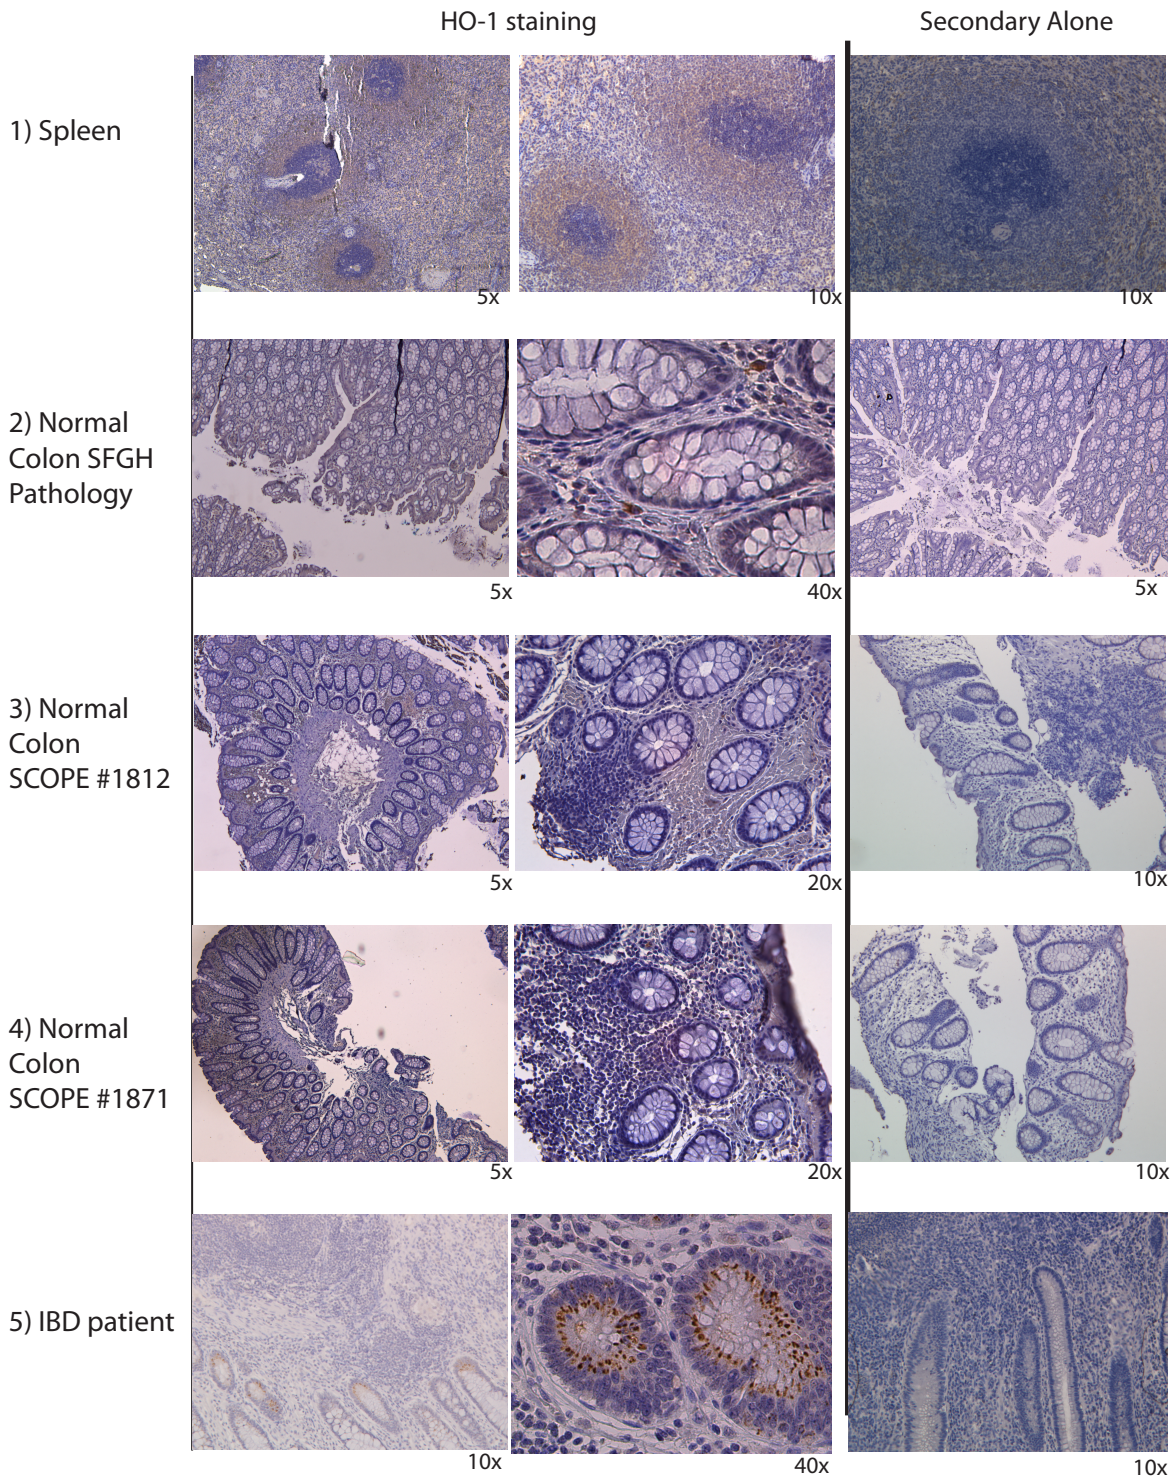 HO-1 staining
Secondary Alone
1) Spleen
5x
10x
10x
2) Normal
Colon SFGH
Pathology
5x
40x
5x
3) Normal
Colon
SCOPE #1812
5x
20x
10x
4) Normal
Colon
SCOPE #1871
5x
20x
10x
5) IBD patient
10x
40x
10x